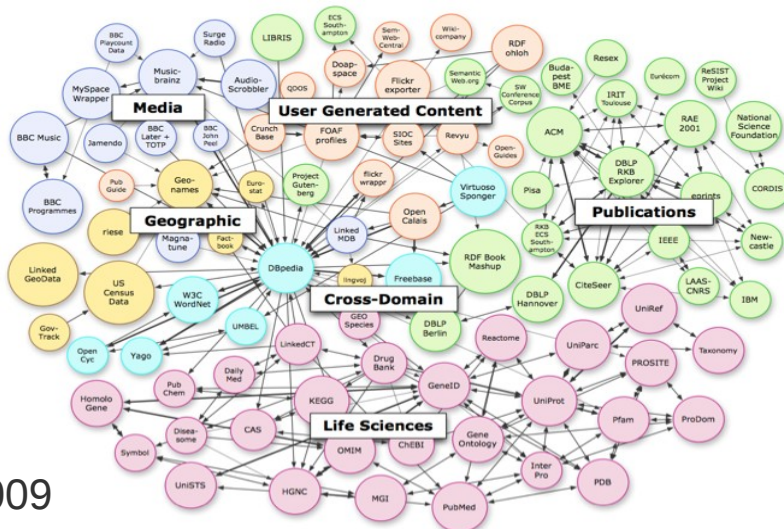 BBC
Playcount
Data
Surge
Radio
LIBRIS
ECS
South-
ampton
Sem-
Web-
Central
Wiki-
company
RDF
ohloh
Doap-
space
Music-
brainz
MySpace
Wrapper
Audio-
Scrobbler
QDOS
Flickr
exporter
Semantic
Web.org
SW
Conference
Corpus
Buda-
pest
BME
Resex
IRIT
Toulouse
Eurécom
ReSIST
Project
Wiki
Media
User Generated Content
National
Science
Foundation
BBC Music
Jamendo
BBC
Later +
TOTP
BBC
John
Peel
Crunch
Base
FOAF
profiles
SIOC
Sites
Revyu
Open-
Guides
ACM
RAE
2001
DBLP
RKB
Explorer
CORDIS
Pub
Guide
Geo-
names
Euro-
stat
Project
Guten-
berg
flickr
wrappr
Virtuoso
Sponger
Pisa
eprints
BBC
Programmes
Geographic
Open
Calais
Publications
riese
Magna-
tune
Fact-
book
Linked
MDB
RKB
ECS
South-
ampton
IEEE
New-
castle
Linked
GeoData
US
Census
Data
DBpedia
lingvoj
Freebase
RDF Book
Mashup
CiteSeer
LAAS-
CNRS
IBM
W3C
WordNet
Cross-Domain
DBLP
Hannover
Gov-
Track
UMBEL
GEO
Species
DBLP
Berlin
UniRef
Open
Cyc
Yago
LinkedCT
Reactome
UniParc
Taxonomy
Daily
Med
Drug
Bank
PROSITE
Pub
Chem
GeneID
Homolo
Gene
KEGG
UniProt
Pfam
ProDom
Life Sciences
Disea-
some
CAS
ChEBI
Gene
Ontology
Symbol
OMIM
Inter
Pro
UniSTS
HGNC
MGI
PubMed
PDB
009